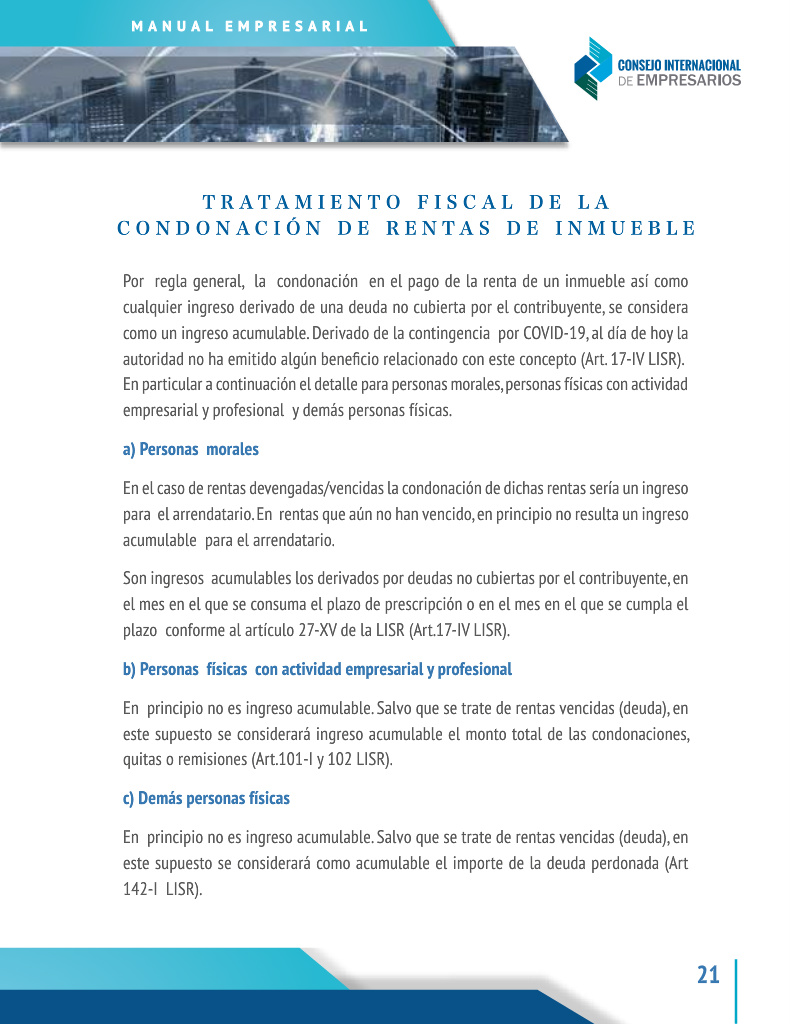 MANUAL EMPRESARIAL
CONSEJO INTERNACIONAL
DE EMPRESARIOS
TRATAMIENTO FISCAL DE LA
CONDONACIÓN DE RENTAS DE INMUEBLE
Por regla general, la condonación en el pago de la renta de un inmueble así como
cualquier ingreso derivado de una deuda no cubierta por el contribuyente, se considera
como un ingreso acumulable. Derivado de la contingencia por COVID-19, al día de hoy la
autoridad no ha emitido algún beneficio relacionado con este concepto (Art. 17-IV LISR).
En particular a continuación el detalle para personas morales, personas físicas con actividad
empresarial y profesional y demás personas físicas.
a) Personas morales
En el caso de rentas devengadas/vencidas la condonación de dichas rentas sería un ingreso
para el arrendatario. En rentas que aún no han vencido, en principio no resulta un ingreso
acumulable para el arrendatario.
Son ingresos acumulables los derivados por deudas no cubiertas por el contribuyente, en
el mes en el que se consuma el plazo de prescripción o en el mes en el que se cumpla el
plazo conforme al artículo 27-XV de la LISR (Art.17-IV LISR).
b) Personas físicas con actividad empresarial y profesional
En principio no es ingreso acumulable. Salvo que se trate de rentas vencidas (deuda), en
este supuesto se considerará ingreso acumulable el monto total de las condonaciones,
quitas o remisiones (Art.101-I y 102 LISR).
c) Demás personas físicas
En principio no es ingreso acumulable. Salvo que se trate de rentas vencidas (deuda), en
este supuesto se considerará como acumulable el importe de la deuda perdonada (Art
142-I LISR).
21